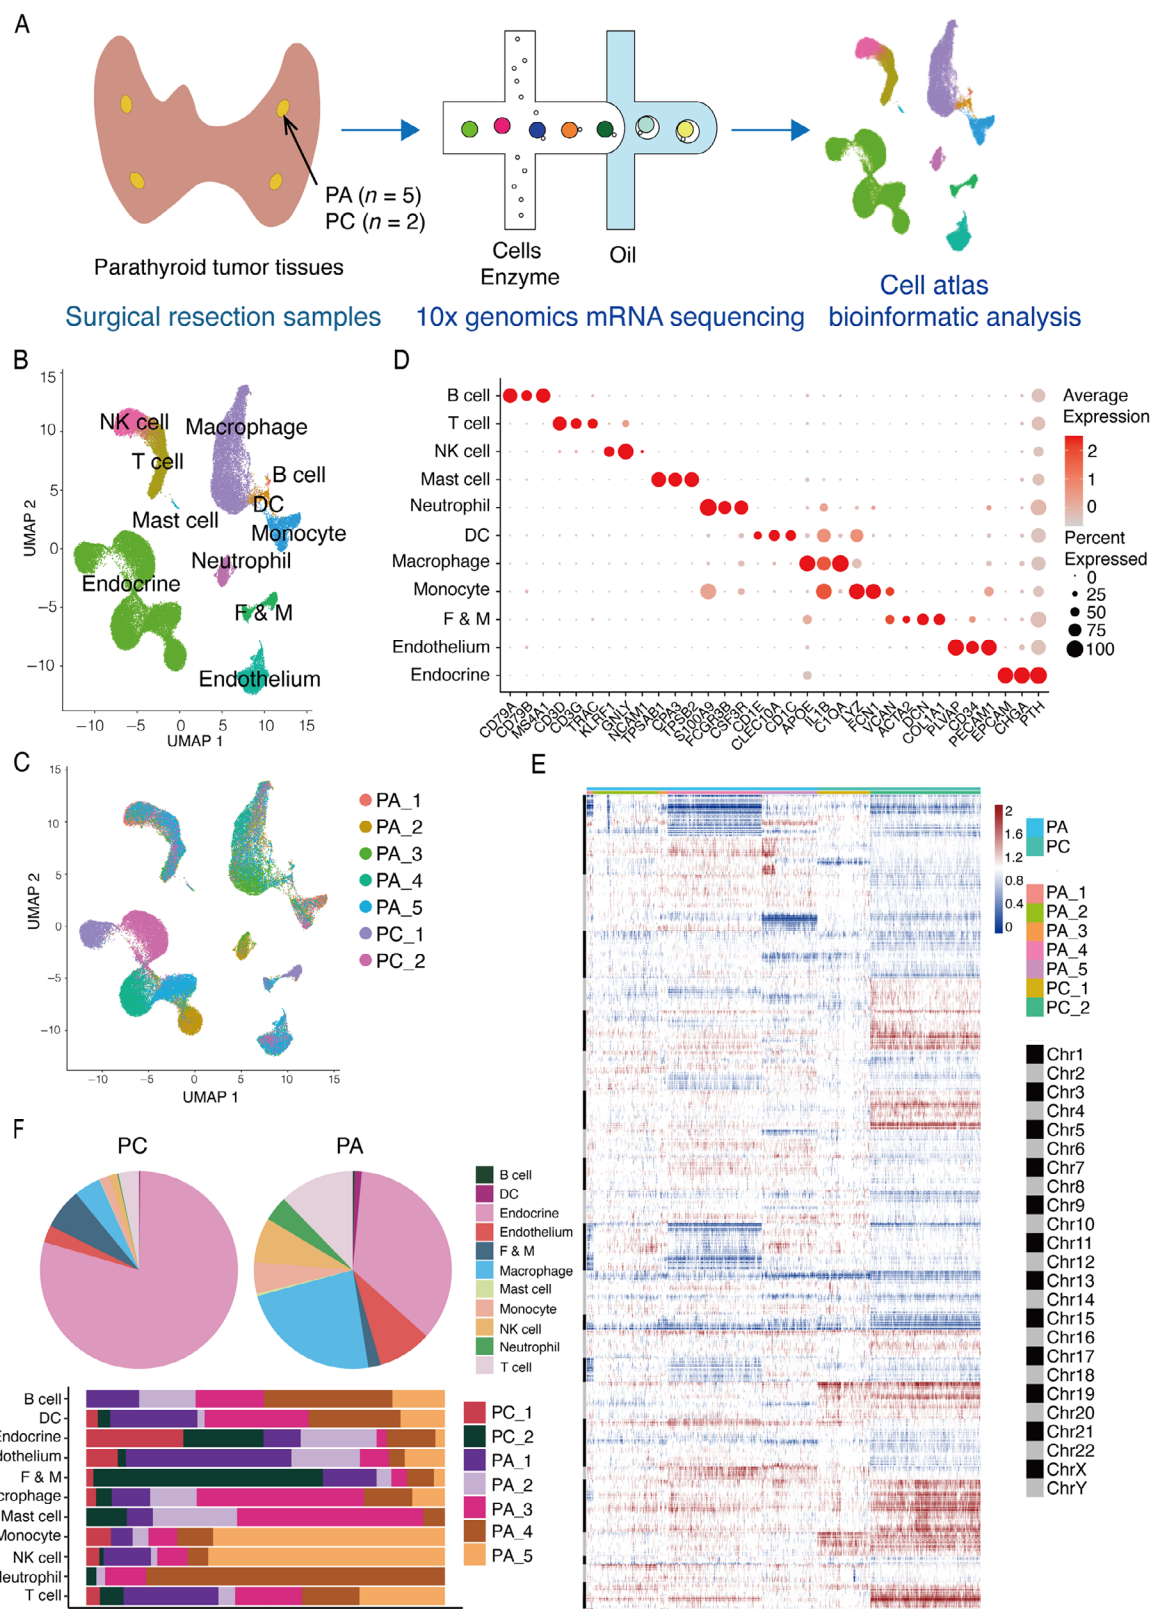 A
PA (n = 5)
PC (n = 2)
Parathyroid tumor tissues
Cells
Enzyme
Oil
Surgical resection samples
10x genomics mRNA sequencing
Cell atlas
bioinformatic analysis
B
15
10
5
0
−5
−10
UMAP 2
−10
−5
0
5
10
15
UMAP 1
NK cell
Macrophage
T cell
B cell
DC
Mast cell
Monocyte
Neutrophil
Endocrine
F & M
Endothelium
D
B cell
T cell
NK cell
Mast cell
Neutrophil
DC
Macrophage
Monocyte
F & M
Endothelium
Endocrine
CD79A
CD79B
MS4A1
CD3D
CD3G
TRAC
KLRF1
GNLY
NCAM1
TPSAB1
CPA3
TPSB2
S100A9
FCGR3B
CSF3R
CD1E
CLEC10A
CD1C
APOE
IL1B
C1QA
LYZ
FCN1
VCAN
ACTA2
DCN
COL1A1
PLVAP
CD34
PECAM1
EPCAM
CHGA
PTH
Average
Expression
2
1
0
Percent
Expressed
0
25
50
75
100
C
15
10
5
0
−5
−10
UMAP 2
−10
−5
0
5
10
15
UMAP 1
PA_1
PA_2
PA_3
PA_4
PA_5
PC_1
PC_2
E
2
1.6
1.2
0.8
0.4
0
PA
PC
PA_1
PA_2
PA_3
PA_4
PA_5
PC_1
PC_2
Chr1
Chr2
Chr3
Chr4
Chr5
Chr6
Chr7
Chr8
Chr9
Chr10
Chr11
Chr12
Chr13
Chr14
Chr15
Chr16
Chr17
Chr18
Chr19
Chr20
Chr21
Chr22
ChrX
ChrY
F
PC
PA
B cell
DC
Endocrine
Endothelium
F & M
Macrophage
Mast cell
Monocyte
NK cell
Neutrophil
T cell
B cell
DC
Endocrine
dothelium
F & M
crophage
Mast cell
Monocyte
NK cell
Neutrophil
T cell
PC_1
PC_2
PA_1
PA_2
PA_3
PA_4
PA_5